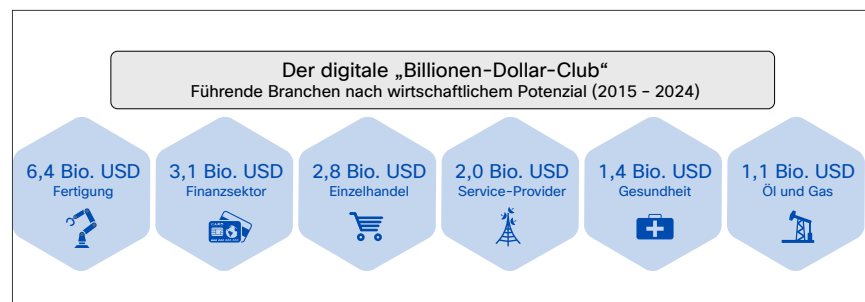 Der digitale „Billionen-Dollar-Club“
Führende Branchen nach wirtschaftlichem Potenzial (2015 – 2024)
6,4 Bio. USD
Fertigung
3,1 Bio. USD
Finanzsektor
2,8 Bio. USD
Einzelhandel
2,0 Bio. USD
Service-Provider
1,4 Bio. USD
Gesundheit
1,1 Bio. USD
Öl und Gas